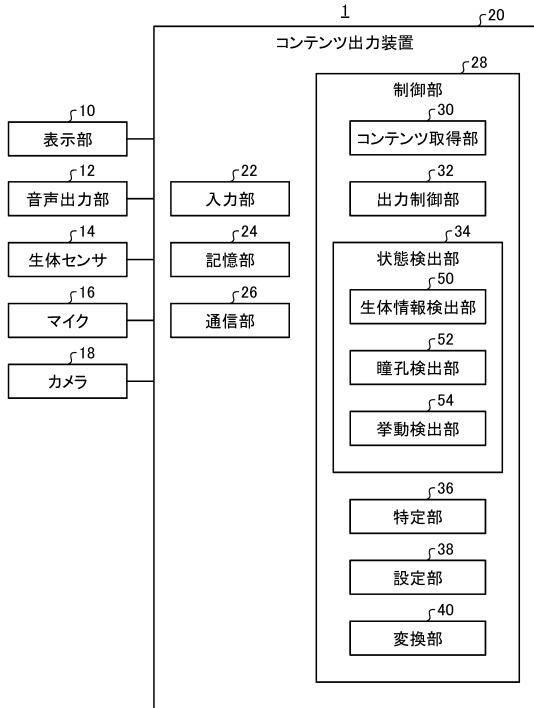 1
20
コンテンツ出力装置
28
制御部
10
表示部
30
コンテンツ取得部
12
音声出力部
22
入力部
32
出力制御部
14
生体センサ
24
記憶部
34
状態検出部
50
生体情報検出部
16
マイク
26
通信部
52
瞳孔検出部
18
カメラ
54
挙動検出部
36
特定部
38
設定部
40
変換部